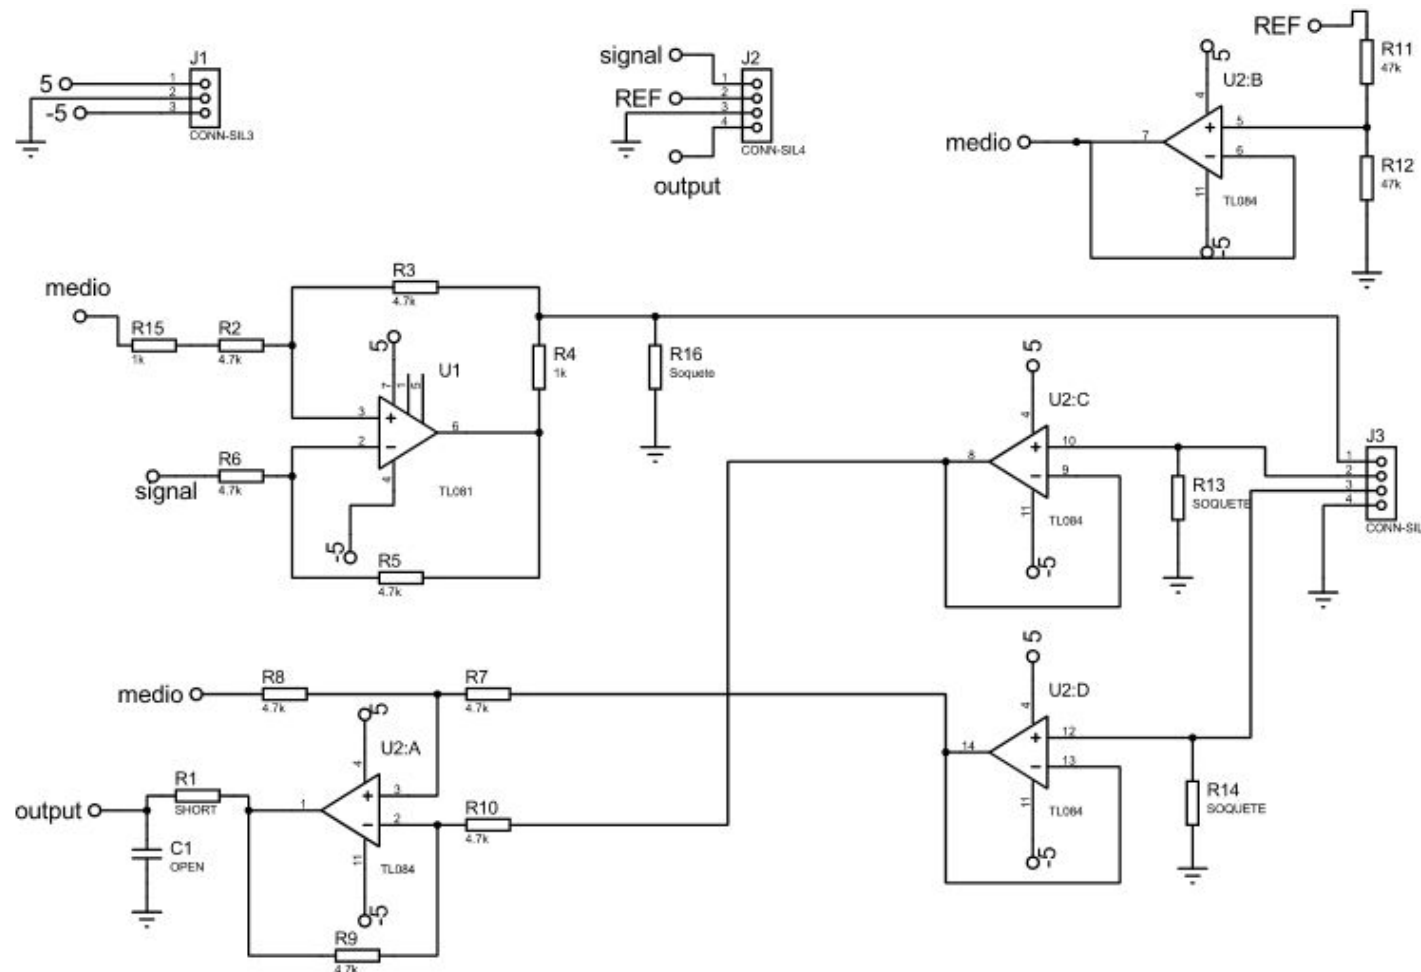 J1
5
1
2
-5
3
CONN-SIL3
signal
J2
1
REF
2
3
4
CONN-SIL4
output
REF
R11
47k
5
U2:B
4
medio
7
+
5
−
6
R12
47k
11
TL084
-5
medio
R3
4.7k
R15
1k
R2
4.7k
5
7
1
5
U1
R4
1k
R16
Soquete
3
+
2
−
6
R6
4.7k
signal
4
TL081
-5
R5
4.7k
5
U2:C
4
8
+
10
−
9
R13
SOQUETE
11
TL084
-5
J3
1
2
3
4
CONN-SIL
medio
R8
4.7k
R7
4.7k
5
U2:A
4
R1
SHORT
output
1
+
3
−
2
R10
4.7k
C1
OPEN
11
TL084
-5
R9
4.7k
5
U2:D
4
14
+
12
−
13
R14
SOQUETE
11
TL084
-5